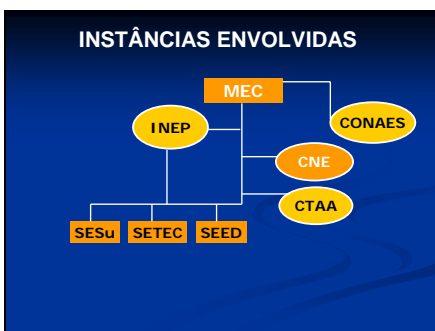 INSTÂNCIAS ENVOLVIDAS
MEC
INEP
CONAES
CNE
CTAA
SESu SETEC SEED